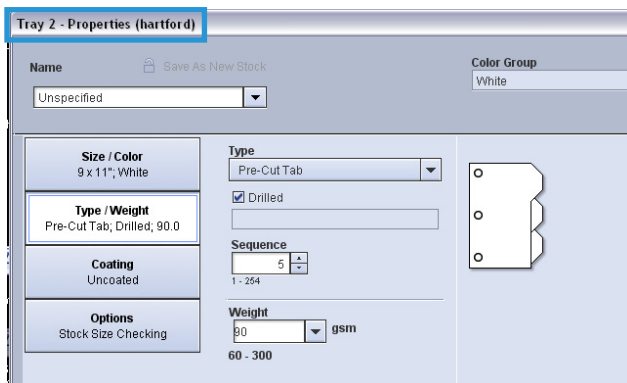 Tray 2 - Properties (hartford)
Name
Save As New Stock
Color Group
Unspecified
White
Size / Color
9 x 11"; White
Type / Weight
Pre-Cut Tab; Drilled; 90.0
Coating
Uncoated
Options
Stock Size Checking
Type
Pre-Cut Tab
Drilled
Sequence
5
1 - 254
Weight
90 gsm
60 - 300